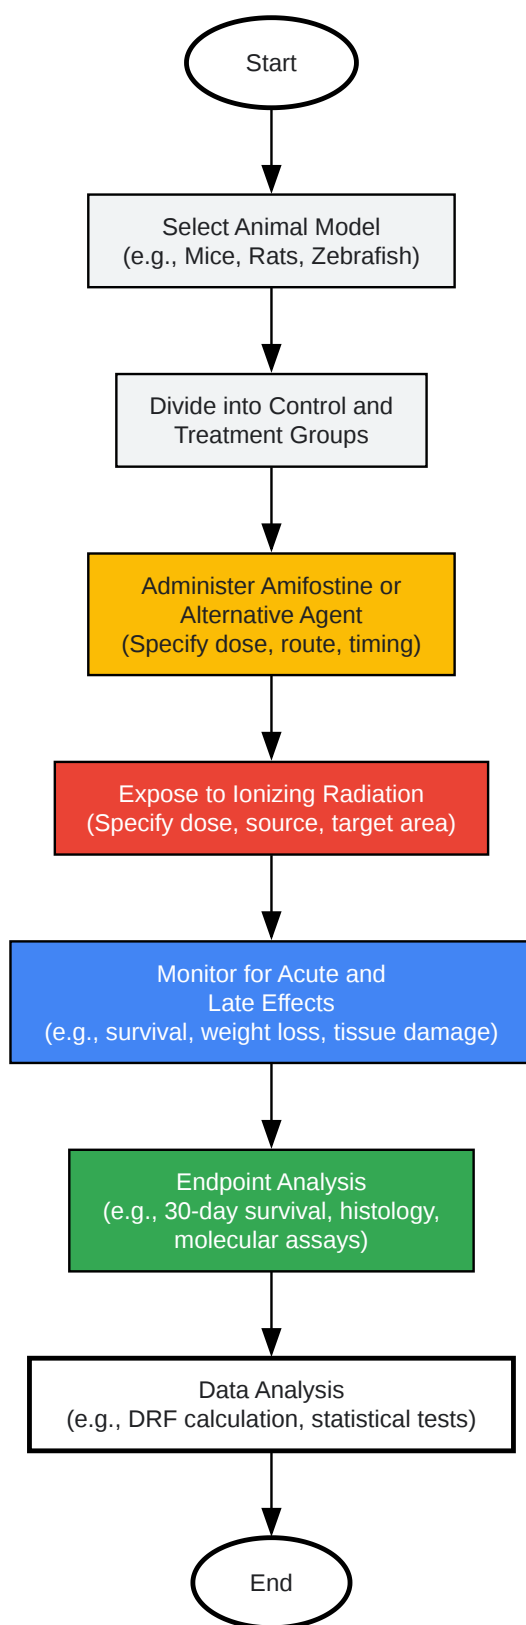 Start
Select Animal Model
(e.g., Mice, Rats, Zebrafish)
Divide into Control and
Treatment Groups
Administer Amifostine or
Alternative Agent
(Specify dose, route, timing)
Expose to Ionizing Radiation
(Specify dose, source, target area)
Monitor for Acute and
Late Effects
(e.g., survival, weight loss, tissue damage)
Endpoint Analysis
(e.g., 30-day survival, histology,
molecular assays)
Data Analysis
(e.g., DRF calculation, statistical tests)
End